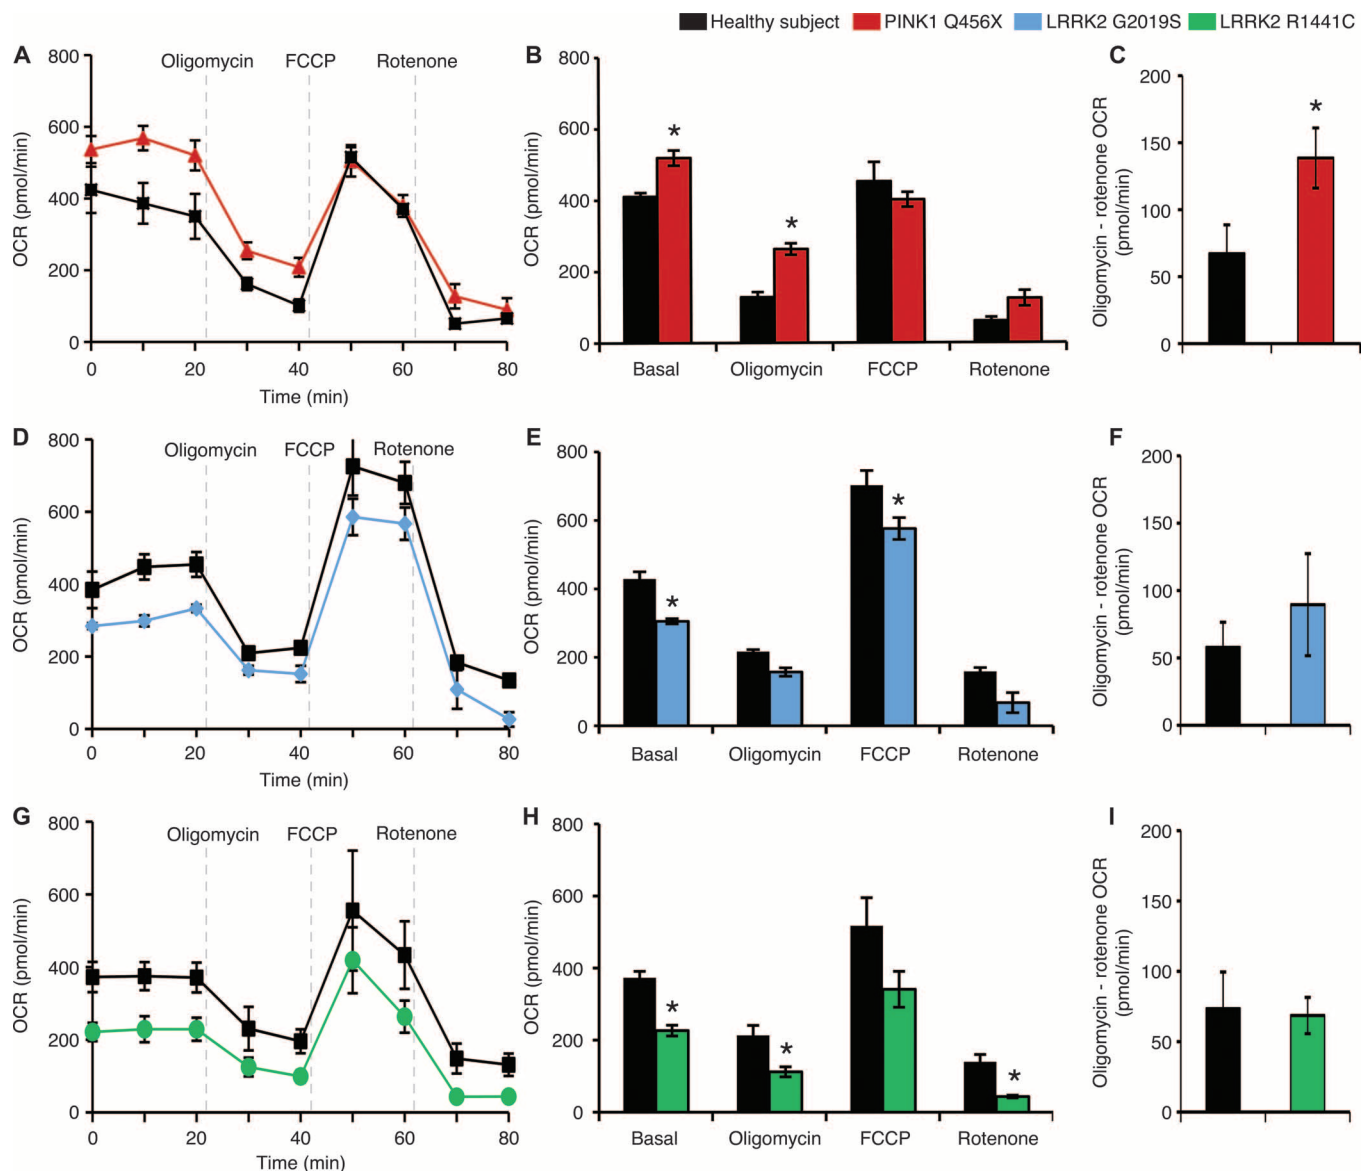 Healthy subject PINK1 Q456X LRRK2 G2019S LRRK2 R1441C
A
800
600
400
200
0
OCR (pmol/min)
Oligomycin FCCP Rotenone
0 20 40 60 80
Time (min)
B
800
600
400
200
0
OCR (pmol/min)
* *
Basal Oligomycin FCCP Rotenone
C
200
150
100
50
0
Oligomycin - rotenone OCR
(pmol/min)
*
D
800
600
400
200
0
OCR (pmol/min)
Oligomycin FCCP Rotenone
0 20 40 60 80
Time (min)
E
800
600
400
200
0
OCR (pmol/min)
* *
Basal Oligomycin FCCP Rotenone
F
200
150
100
50
0
Oligomycin - rotenone OCR
(pmol/min)
G
800
600
400
200
0
OCR (pmol/min)
Oligomycin FCCP Rotenone
0 20 40 60 80
Time (min)
H
800
600
400
200
0
OCR (pmol/min)
* * *
Basal Oligomycin FCCP Rotenone
I
200
150
100
50
0
Oligomycin - rotenone OCR
(pmol/min)